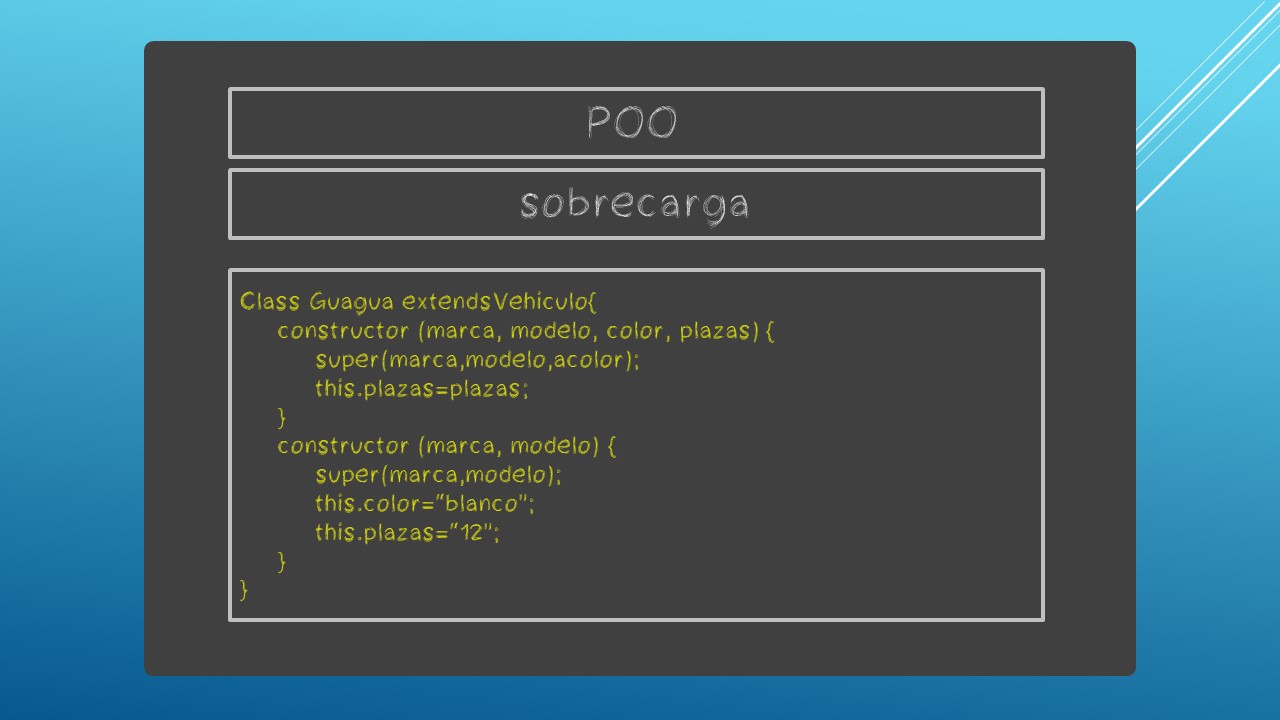 POO
sobrecarga
Class Guagua extendsVehiculo{
constructor (marca, modelo, color, plazas) {
super(marca,modelo,acolor);
this.plazas=plazas;
}
constructor (marca, modelo) {
super(marca,modelo);
this.color=“blanco”;
this.plazas=“12”;
}
}